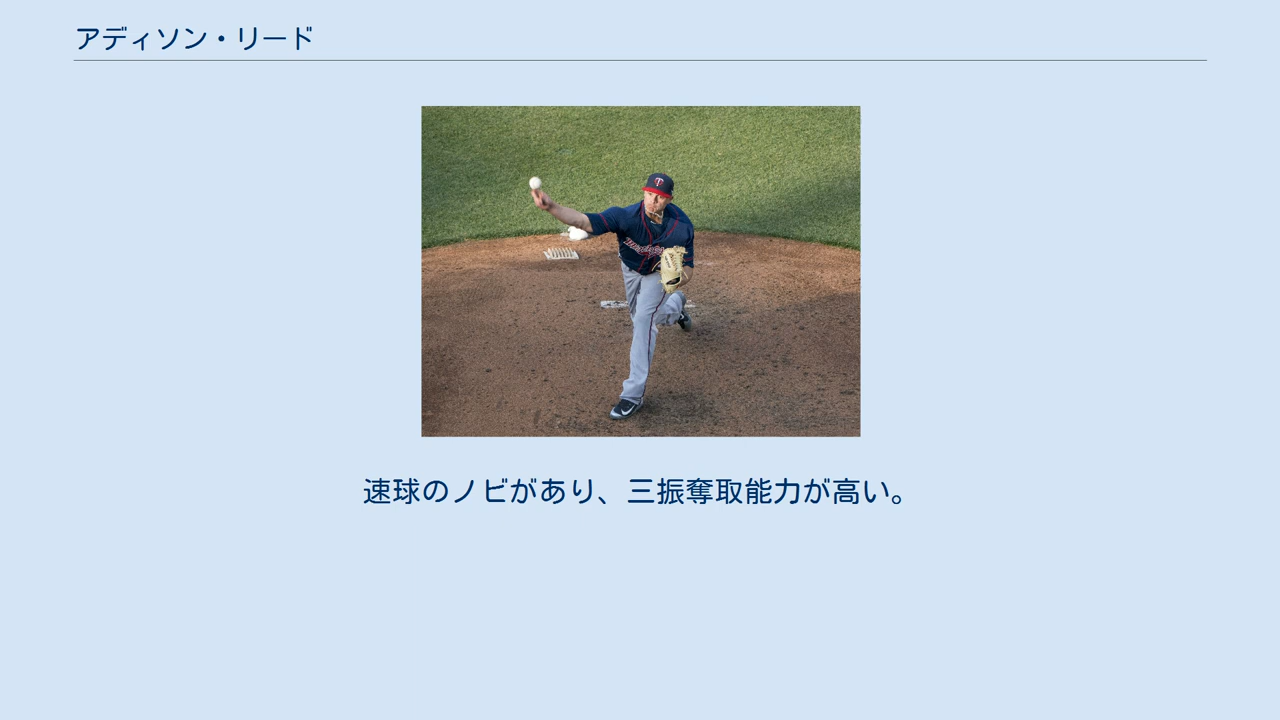 アディソン・リード
T
速球のノビがあり、三振奪取能力が高い。